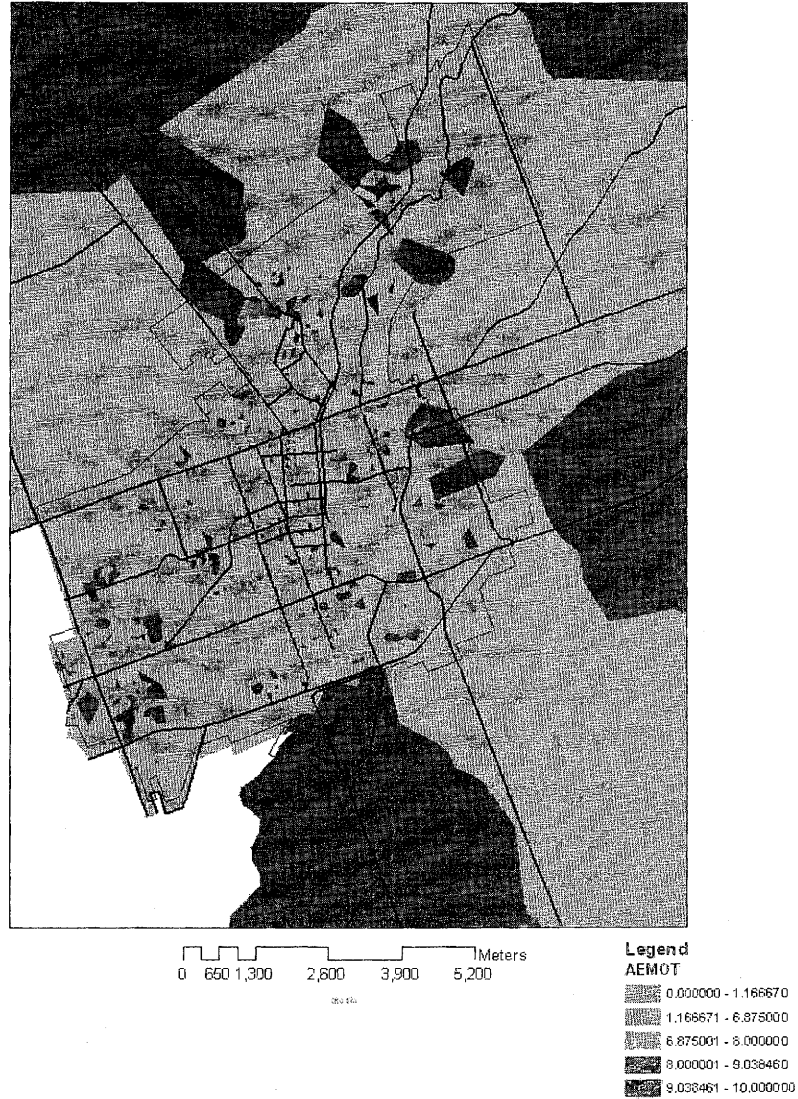 Meters
0 650 1,300 2,600 3,900 5,200
Legend
AEMOT
0.000000 - 1.166670
1.166671 - 6.875000
6.875001 - 8.000000
8.000001 - 9.038460
9.038461 - 10.000000